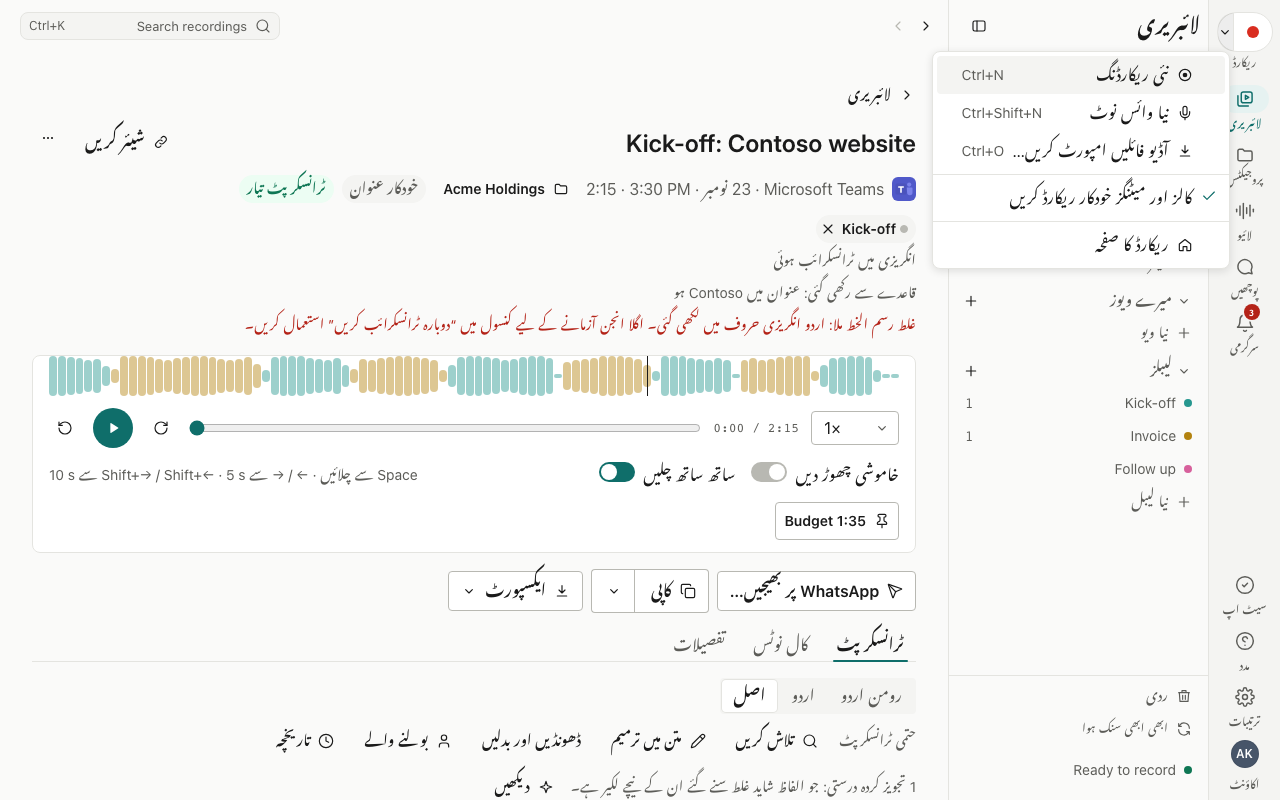 ریکارڈ
لائبریری
پروجیکٹس
لائیو
پوچھیں
3
سرگرمی
سیٹ اپ
مدد
ترتیبات
AK
اکاؤنٹ
لائبریری
نئی ریکارڈنگ Ctrl+N
نیا وائس نوٹ Ctrl+Shift+N
آڈیو فائلیں امپورٹ کریں... Ctrl+O
کالز اور میٹنگز خودکار ریکارڈ کریں
ریکارڈ کا صفحہ
میرے ویوز
نیا ویو
لیبلز
Kick-off 1
Invoice 1
Follow up
نیا لیبل
ردی
ابھی ابھی سنک ہوا
Ready to record
Search recordings Ctrl+K
لائبریری
Kick-off: Contoso website
شیئر کریں
Microsoft Teams · 23 نومبر · 3:30 PM · 2:15
Acme Holdings
خودکار عنوان
ٹرانسکرپٹ تیار
Kick-off
انگریزی میں ٹرانسکرائب ہوئی
قاعدے سے رکھی گئی: عنوان میں Contoso ہو
غلط رسم الخط ملا: اردو انگریزی حروف میں لکھی گئی۔ اگلا انجن آزمانے کے لیے کنسول میں "دوبارہ ٹرانسکرائب کریں" استعمال کریں۔
0:00 / 2:15
1×
خاموشی چھوڑ دیں
ساتھ ساتھ چلیں
Space سے چلائیں · ← / → سے 5 s · Shift+← / Shift+→ سے 10 s
Budget 1:35
WhatsApp پر بھیجیں...
کاپی
ایکسپورٹ
ٹرانسکرپٹ
کال نوٹس
تفصیلات
رومن اردو
اردو
اصل
حتمی ٹرانسکرپٹ
تلاش کریں
متن میں ترمیم
ڈھونڈیں اور بدلیں
بولنے والے
تاریخچہ
1 تجویز کردہ درستی: جو الفاظ شاید غلط سنے گئے ان کے نیچے لکیر ہے۔
دیکھیں